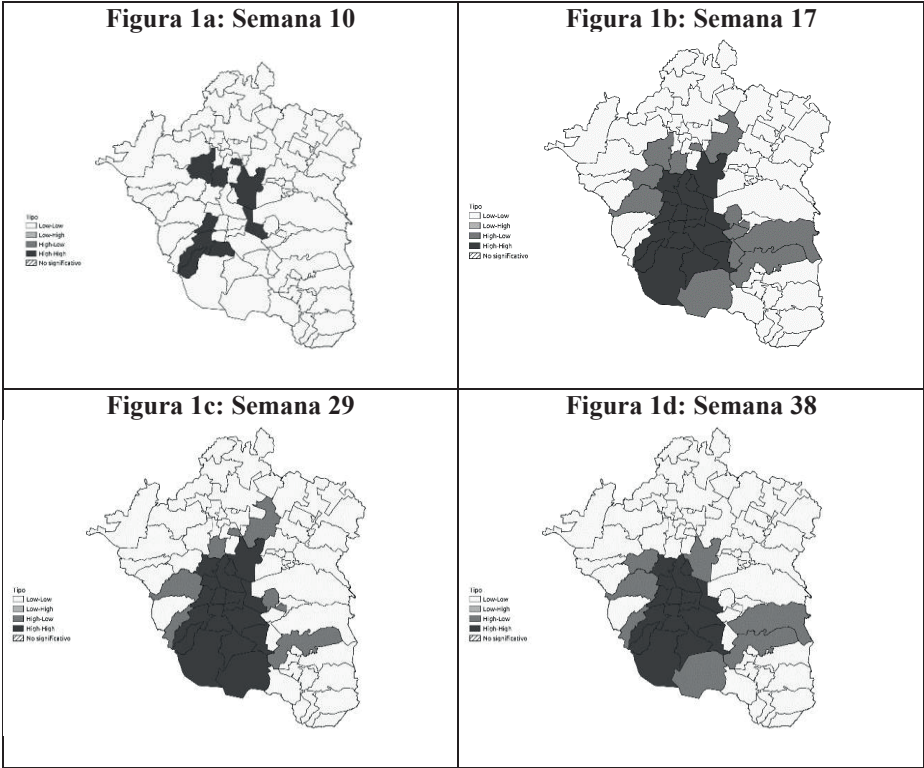 Figura 1a: Semana 10
Tipo
Low-Low
Low-High
High-Low
High-High
No significativo
Figura 1b: Semana 17
Tipo
Low-Low
Low-High
High-Low
High-High
No significativo
Figura 1c: Semana 29
Tipo
Low-Low
Low-High
High-Low
High-High
No significativo
Figura 1d: Semana 38
Tipo
Low-Low
Low-High
High-Low
High-High
No significativo